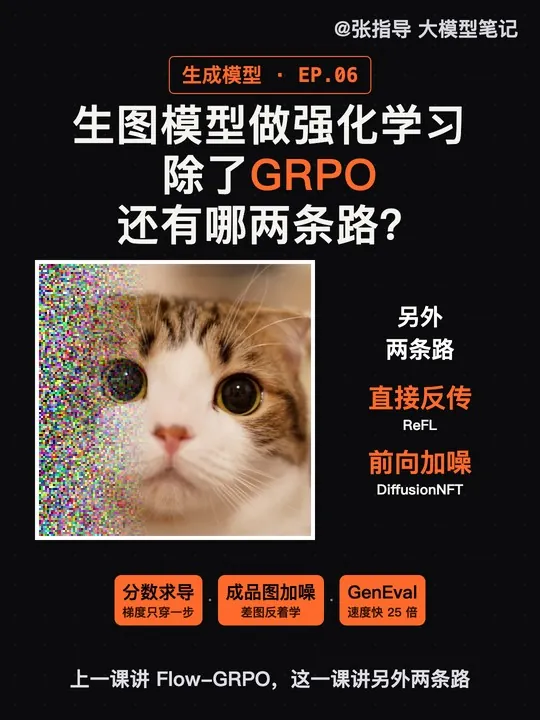 @张指导 大模型笔记
生成模型 · EP.06
生图模型做强化学习
除了GRPO
还有哪两条路？
另外
两条路
直接反传
ReFL
前向加噪
DiffusionNFT
分数求导 · 成品图加噪 · GenEval
梯度只穿一步 差图反着学 速度快 25 倍
上一课讲 Flow-GRPO，这一课讲另外两条路